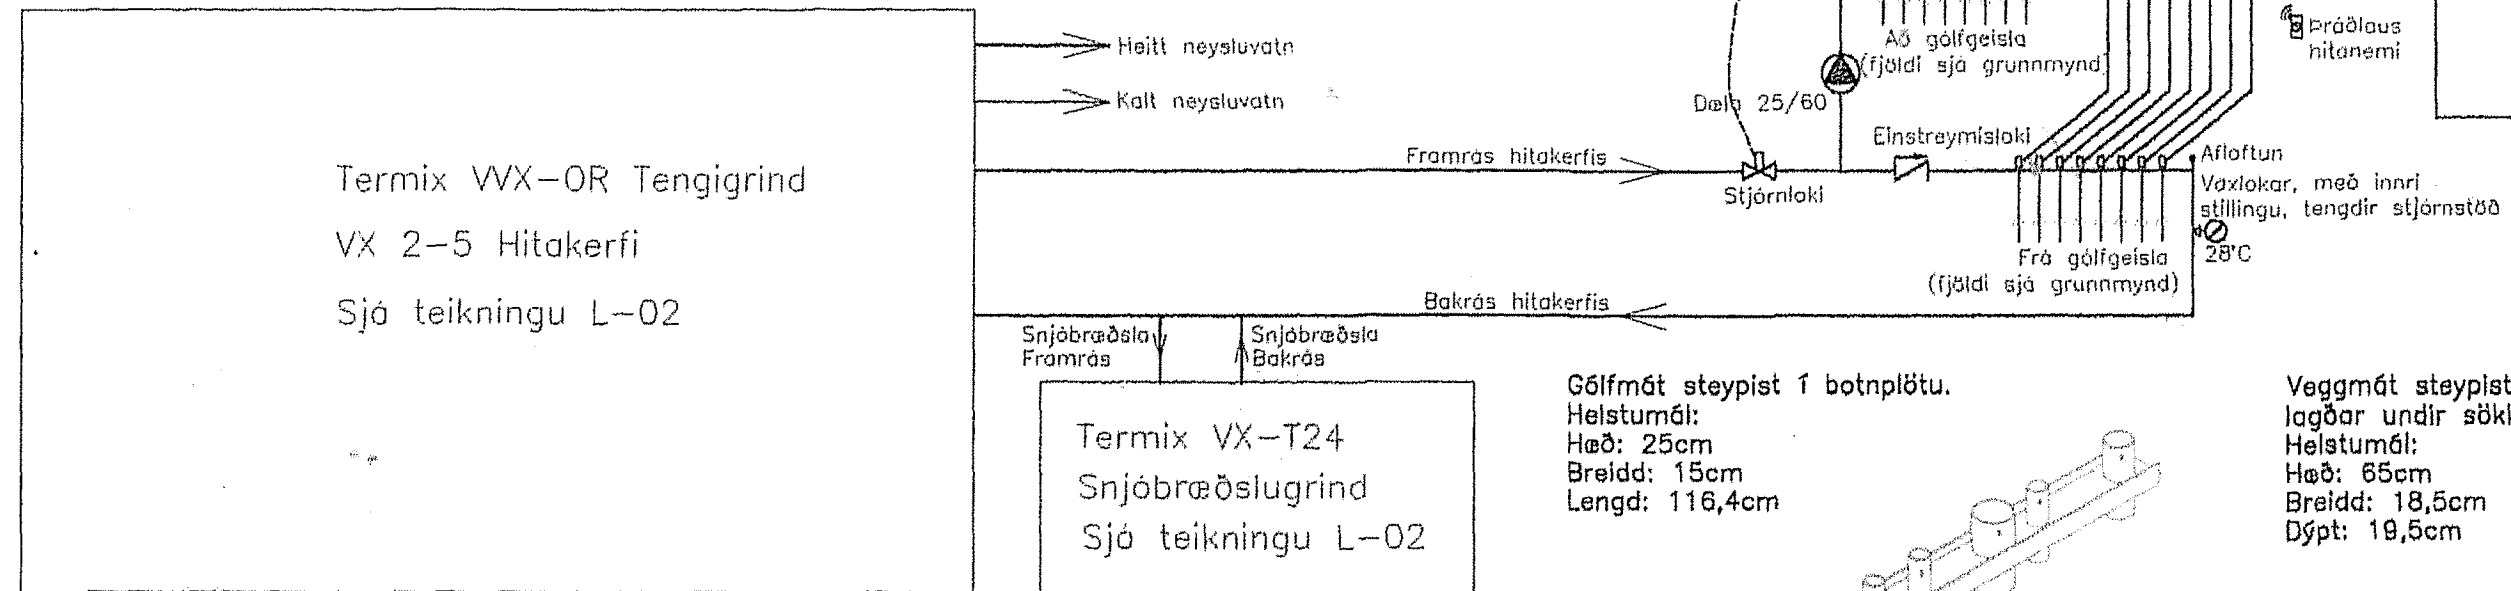 Heitt neysluvatn
Kalt neysluvatn
Termix VVX-OR Tengigrind
VX 2-5 Hitakerfi
Sjá teikningu L-02
Framrás hitakerfis
Stjórnloki
Dæla 25/60
Að gólfgeisla
(fjöldi sjá grunnmynd)
Einstreymisloki
Þráðlaus
hitanemi
Afloftun
Vaxlokar, með innri
stillingu, tengdir stjórnstöð
28°C
Frá gólfgeisla
(fjöldi sjá grunnmynd)
Bakrás hitakerfis
Snjóbræðsla
Framrás
Snjóbræðsla
Bakrás
Termix VX-T24
Snjóbræðslugrind
Sjá teikningu L-02
Gólfmát steypist í botnplötu.
Helstumál:
Hæð: 25cm
Breidd: 15cm
Lengd: 116,4cm
Veggmát steypist
lagðar undir sökl
Helstumál:
Hæð: 65cm
Breidd: 18,5cm
Dýpt: 19,5cm